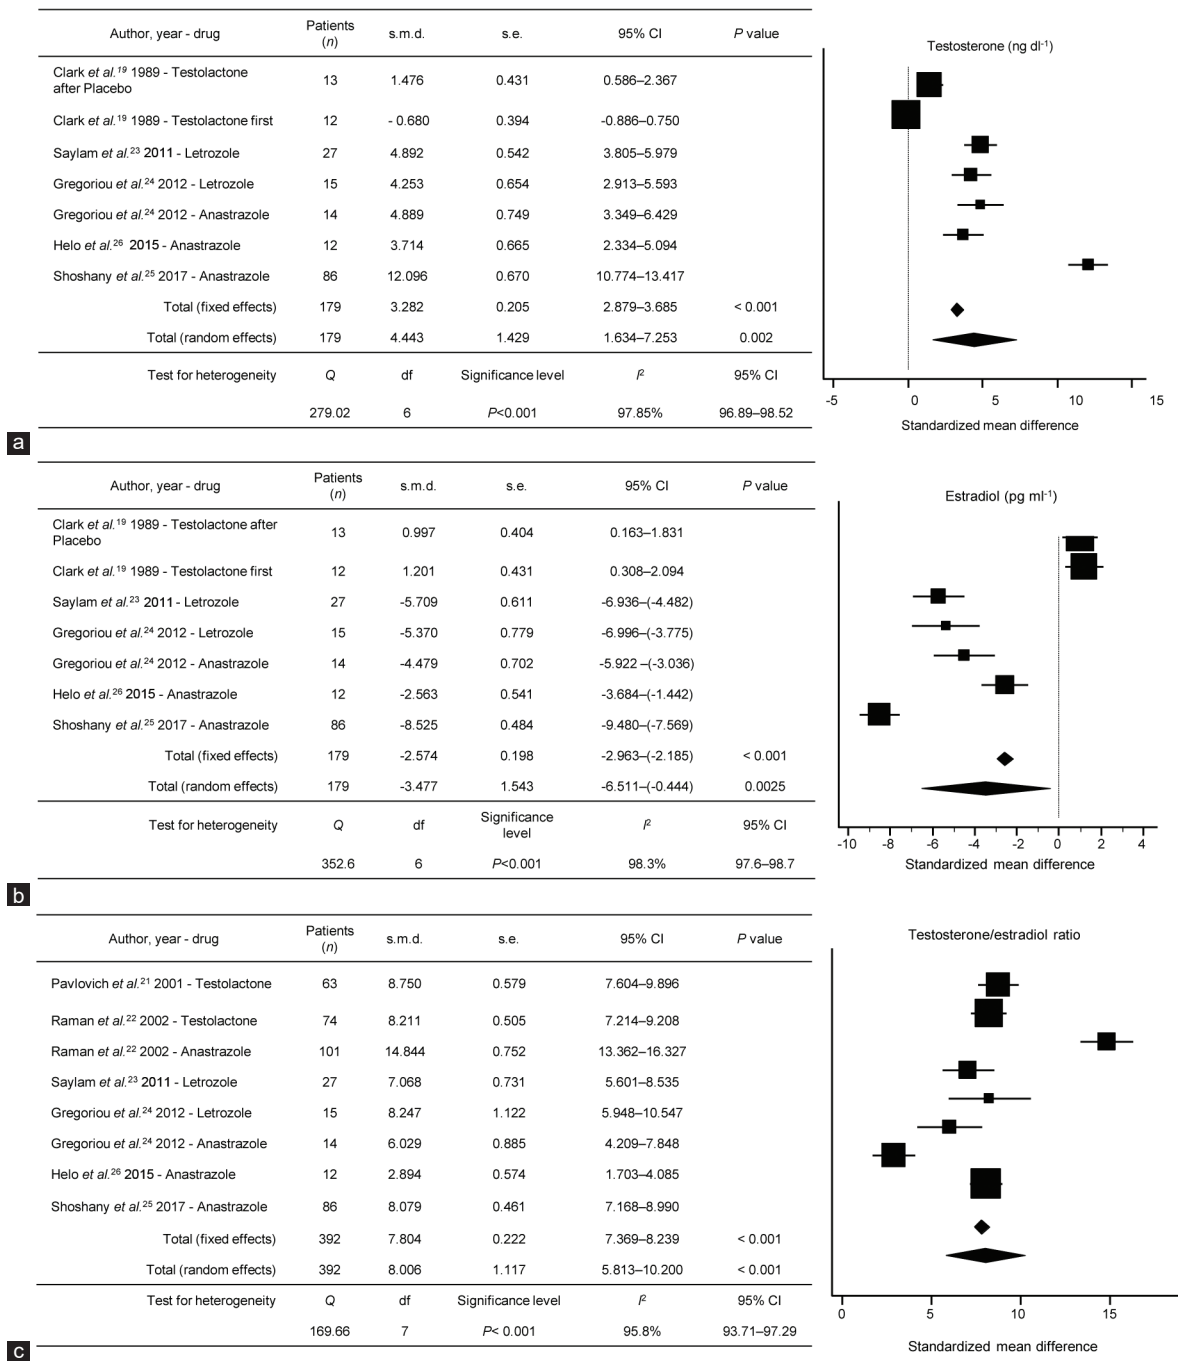 Author, year - drug Patients (n) s.m.d. s.e. 95% CI P value
Clark et al.19 1989 - Testolactone after Placebo 13 1.476 0.431 0.586–2.367
Clark et al.19 1989 - Testolactone first 12 - 0.680 0.394 -0.886–0.750
Saylam et al.23 2011 - Letrozole 27 4.892 0.542 3.805–5.979
Gregoriou et al.24 2012 - Letrozole 15 4.253 0.654 2.913–5.593
Gregoriou et al.24 2012 - Anastrazole 14 4.889 0.749 3.349–6.429
Helo et al.26 2015 - Anastrazole 12 3.714 0.665 2.334–5.094
Shoshany et al.25 2017 - Anastrazole 86 12.096 0.670 10.774–13.417
Total (fixed effects) 179 3.282 0.205 2.879–3.685 < 0.001
Total (random effects) 179 4.443 1.429 1.634–7.253 0.002
Test for heterogeneity Q df Significance level I² 95% CI
279.02 6 P<0.001 97.85% 96.89–98.52
Testosterone (ng dl-1)
-5 0 5 10 15
Standardized mean difference
a
Author, year - drug Patients (n) s.m.d. s.e. 95% CI P value
Clark et al.19 1989 - Testolactone after Placebo 13 0.997 0.404 0.163–1.831
Clark et al.19 1989 - Testolactone first 12 1.201 0.431 0.308–2.094
Saylam et al.23 2011 - Letrozole 27 -5.709 0.611 -6.936–(-4.482)
Gregoriou et al.24 2012 - Letrozole 15 -5.370 0.779 -6.996–(-3.775)
Gregoriou et al.24 2012 - Anastrazole 14 -4.479 0.702 -5.922 –(-3.036)
Helo et al.26 2015 - Anastrazole 12 -2.563 0.541 -3.684–(-1.442)
Shoshany et al.25 2017 - Anastrazole 86 -8.525 0.484 -9.480–(-7.569)
Total (fixed effects) 179 -2.574 0.198 -2.963–(-2.185) < 0.001
Total (random effects) 179 -3.477 1.543 -6.511–(-0.444) 0.0025
Test for heterogeneity Q df Significance level I² 95% CI
352.6 6 P<0.001 98.3% 97.6–98.7
Estradiol (pg ml-1)
-10 -8 -6 -4 -2 0 2 4
Standardized mean difference
b
Author, year - drug Patients (n) s.m.d. s.e. 95% CI P value
Pavlovich et al.21 2001 - Testolactone 63 8.750 0.579 7.604–9.896
Raman et al.22 2002 - Testolactone 74 8.211 0.505 7.214–9.208
Raman et al.22 2002 - Anastrazole 101 14.844 0.752 13.362–16.327
Saylam et al.23 2011 - Letrozole 27 7.068 0.731 5.601–8.535
Gregoriou et al.24 2012 - Letrozole 15 8.247 1.122 5.948–10.547
Gregoriou et al.24 2012 - Anastrazole 14 6.029 0.885 4.209–7.848
Helo et al.26 2015 - Anastrazole 12 2.894 0.574 1.703–4.085
Shoshany et al.25 2017 - Anastrazole 86 8.079 0.461 7.168–8.990
Total (fixed effects) 392 7.804 0.222 7.369–8.239 < 0.001
Total (random effects) 392 8.006 1.117 5.813–10.200 < 0.001
Test for heterogeneity Q df Significance level I² 95% CI
169.66 7 P< 0.001 95.8% 93.71–97.29
Testosterone/estradiol ratio
0 5 10 15
Standardized mean difference
c